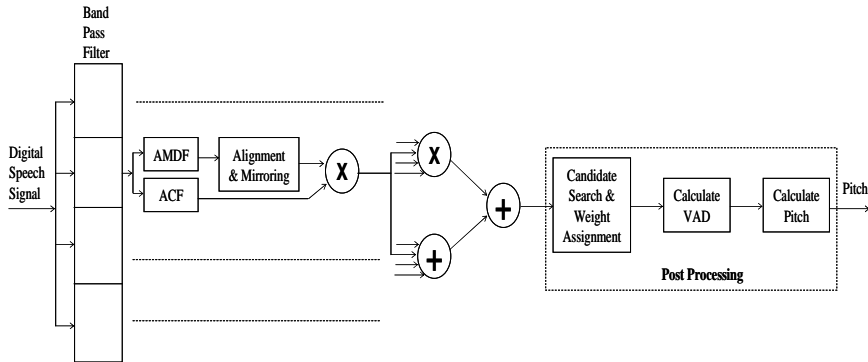 Band
Pass
Filter
Digital
Speech
Signal
AMDF
ACF
Alignment
& Mirroring
X
X
+
+
Candidate
Search &
Weight
Assignment
Calculate
VAD
Calculate
Pitch
Pitch
Post Processing